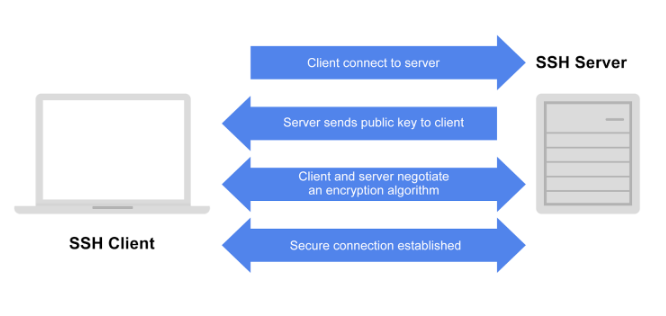 Client connect to server
SSH Server
Server sends public key to client
Client and server negotiate
an encryption algorithm
Secure connection established
SSH Client